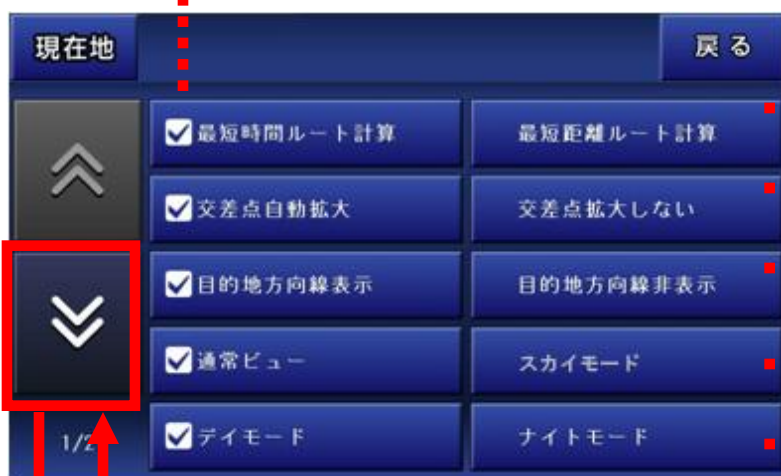 現在地
戻る
最短時間ルート計算 最短距離ルート計算
交差点自動拡大 交差点拡大しない
目的地方向線表示 目的地方向線非表示
通常ビュー スカイモード
デイモード ナイトモード
1/2